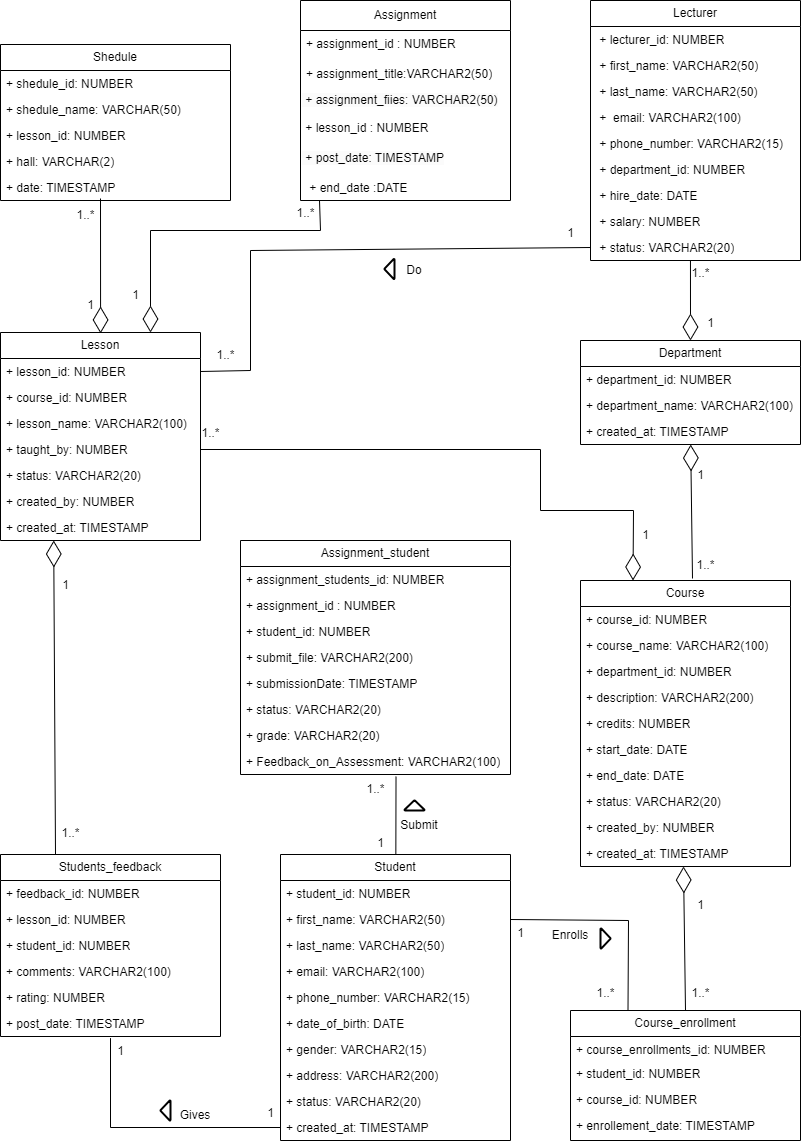 Shedule
+ shedule_id: NUMBER
+ shedule_name: VARCHAR(50)
+ lesson_id: NUMBER
+ hall: VARCHAR(2)
+ date: TIMESTAMP
1..*
1
Assignment
+ assignment_id : NUMBER
+ assignment_title:VARCHAR2(50)
+ assignment_fiies: VARCHAR2(50)
+ lesson_id : NUMBER
+ post_date: TIMESTAMP
+ end_date :DATE
1..*
1
Lecturer
+ lecturer_id: NUMBER
+ first_name: VARCHAR2(50)
+ last_name: VARCHAR2(50)
+ email: VARCHAR2(100)
+ phone_number: VARCHAR2(15)
+ department_id: NUMBER
+ hire_date: DATE
+ salary: NUMBER
+ status: VARCHAR2(20)
1
Do
1..*
1..*
1
Lesson
+ lesson_id: NUMBER
+ course_id: NUMBER
+ lesson_name: VARCHAR2(100)
+ taught_by: NUMBER
+ status: VARCHAR2(20)
+ created_by: NUMBER
+ created_at: TIMESTAMP
1..*
1
Department
+ department_id: NUMBER
+ department_name: VARCHAR2(100)
+ created_at: TIMESTAMP
1
1..*
1
Assignment_student
+ assignment_students_id: NUMBER
+ assignment_id : NUMBER
+ student_id: NUMBER
+ submit_file: VARCHAR2(200)
+ submissionDate: TIMESTAMP
+ status: VARCHAR2(20)
+ grade: VARCHAR2(20)
+ Feedback_on_Assessment: VARCHAR2(100)
1..*
Submit
1
Course
+ course_id: NUMBER
+ course_name: VARCHAR2(100)
+ department_id: NUMBER
+ description: VARCHAR2(200)
+ credits: NUMBER
+ start_date: DATE
+ end_date: DATE
+ status: VARCHAR2(20)
+ created_by: NUMBER
+ created_at: TIMESTAMP
1
1..*
1..*
Students_feedback
+ feedback_id: NUMBER
+ lesson_id: NUMBER
+ student_id: NUMBER
+ comments: VARCHAR2(100)
+ rating: NUMBER
+ post_date: TIMESTAMP
1
Gives
1
Student
+ student_id: NUMBER
+ first_name: VARCHAR2(50)
+ last_name: VARCHAR2(50)
+ email: VARCHAR2(100)
+ phone_number: VARCHAR2(15)
+ date_of_birth: DATE
+ gender: VARCHAR2(15)
+ address: VARCHAR2(200)
+ status: VARCHAR2(20)
+ created_at: TIMESTAMP
1
Enrolls
1..*
Course_enrollment
+ course_enrollments_id: NUMBER
+ student_id: NUMBER
+ course_id: NUMBER
+ enrollement_date: TIMESTAMP